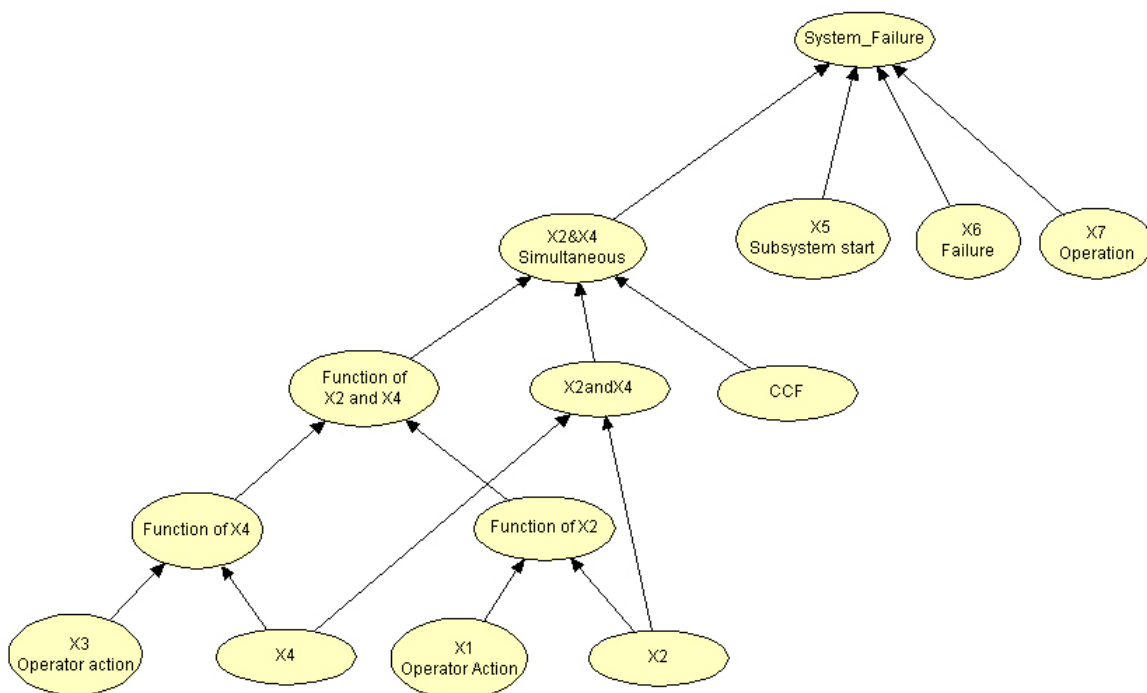 System_Failure
X5
Subsystem start
X6
Failure
X7
Operation
X2&X4
Simultaneous
Function of
X2 and X4
X2andX4
CCF
Function of X4
Function of X2
X3
Operator action
X4
X1
Operator Action
X2